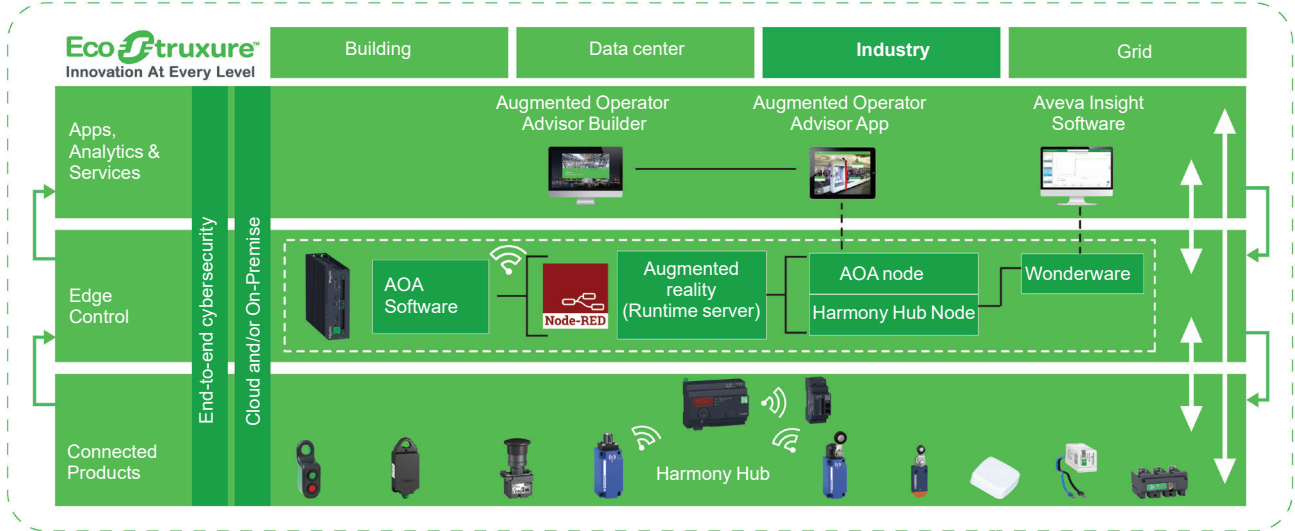 EcoStruxure™
Innovation At Every Level
Building
Data center
Industry
Grid
Apps,
Analytics &
Services
Augmented Operator
Advisor Builder
Augmented Operator
Advisor App
Aveva Insight
Software
End-to-end cybersecurity
Cloud and/or On-Premise
Edge
Control
AOA
Software
Node-RED
Augmented
reality
(Runtime server)
AOA node
Harmony Hub Node
Wonderware
Connected
Products
Harmony Hub